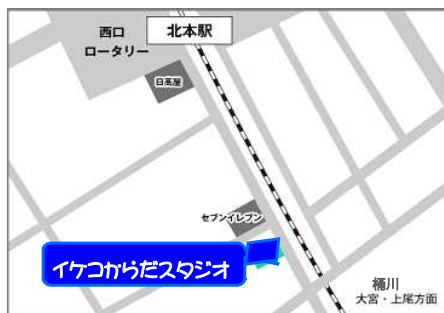 北本駅
西口
ロータリー
日高屋
セブンイレブン
イケコからだスタジオ
桶川
大宮・上尾方面